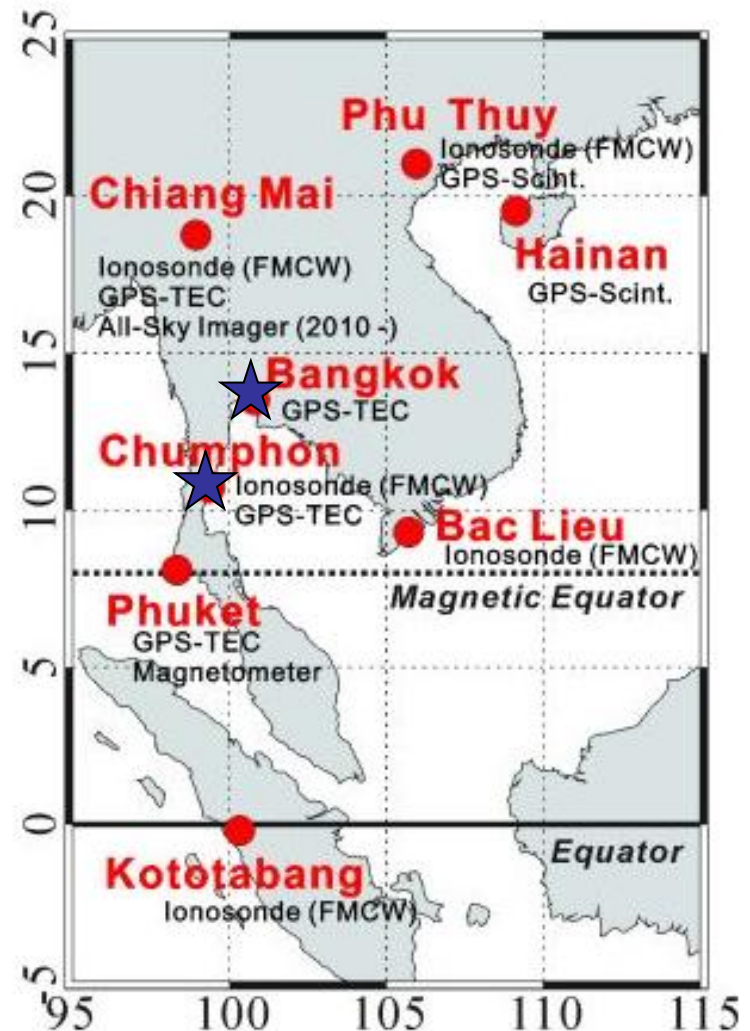 25
Phu Thuy
Ionosonde (FMCW)
GPS-Scint.
20
Chiang Mai
Ionosonde (FMCW)
GPS-TEC
All-Sky Imager (2010 -)
Hainan
GPS-Scint.
15
Bangkok
GPS-TEC
Chumphon
Ionosonde (FMCW)
GPS-TEC
10
Bac Lieu
Ionosonde (FMCW)
Magnetic Equator
Phuket
GPS-TEC
Magnetometer
5
0
Equator
Kototabang
Ionosonde (FMCW)
-5
95 100 105 110 115